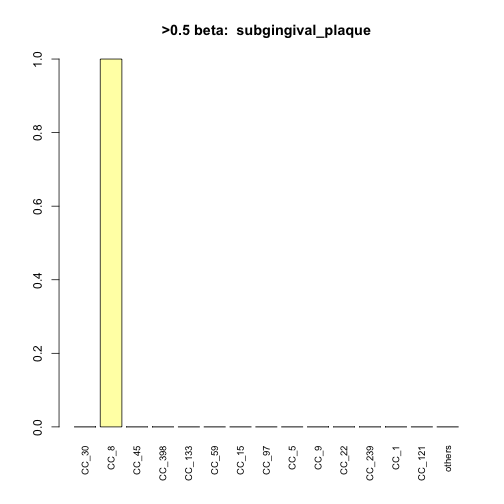 >0.5 beta:  subgingival_plaque
1.0
0.8
0.6
0.4
0.2
0.0
CC_30
CC_8
CC_45
CC_398
CC_133
CC_59
CC_15
CC_97
CC_5
CC_9
CC_22
CC_239
CC_1
CC_121
others